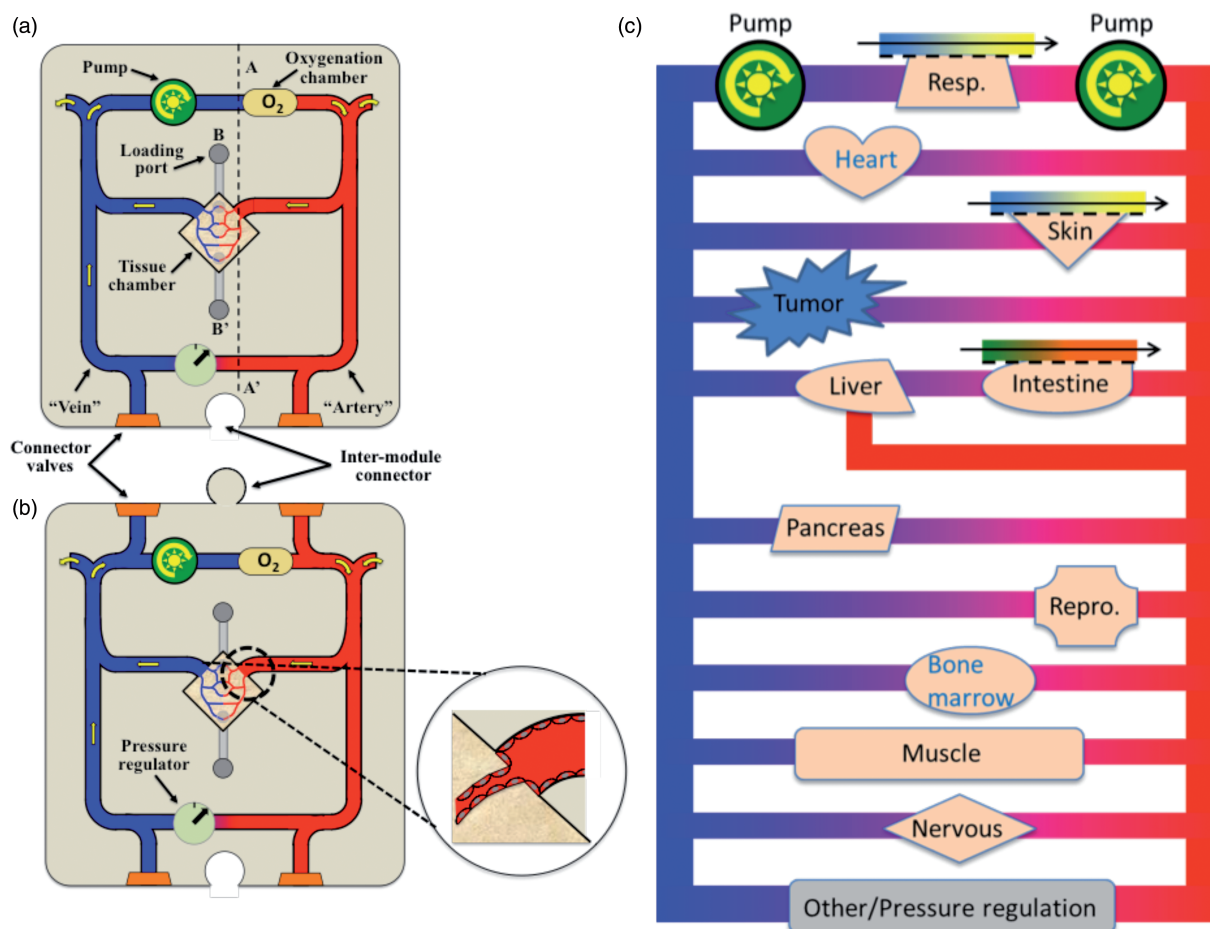 (a)
Pump
A
Oxygenation
chamber
O2
B
Loading
port
Tissue
chamber
B'
A'
"Vein"
"Artery"
Connector
valves
Inter-module
connector
(b)
O2
Pressure
regulator
(c)
Pump
Pump
Resp.
Heart
Skin
Tumor
Liver
Intestine
Pancreas
Repro.
Bone
marrow
Muscle
Nervous
Other/Pressure regulation